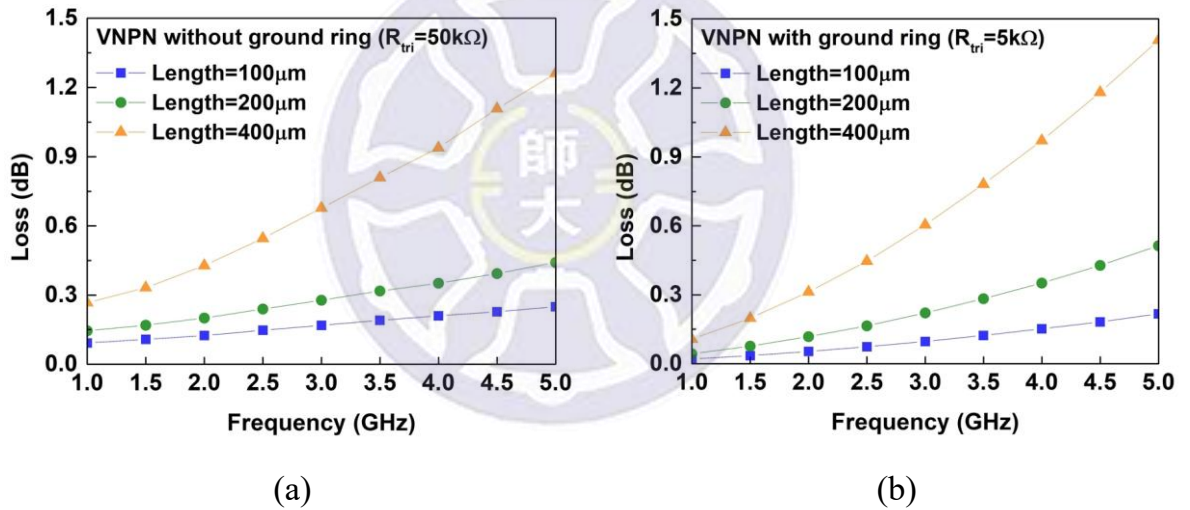 VNPN without ground ring (Rtri=50kΩ)
Length=100μm
Length=200μm
Length=400μm
1.5
1.2
0.9
0.6
0.3
0.0
Loss (dB)
1.0 1.5 2.0 2.5 3.0 3.5 4.0 4.5 5.0
Frequency (GHz)
(a)
VNPN with ground ring (Rtri=5kΩ)
Length=100μm
Length=200μm
Length=400μm
1.5
1.2
0.9
0.6
0.3
0.0
Loss (dB)
1.0 1.5 2.0 2.5 3.0 3.5 4.0 4.5 5.0
Frequency (GHz)
(b)
師
大